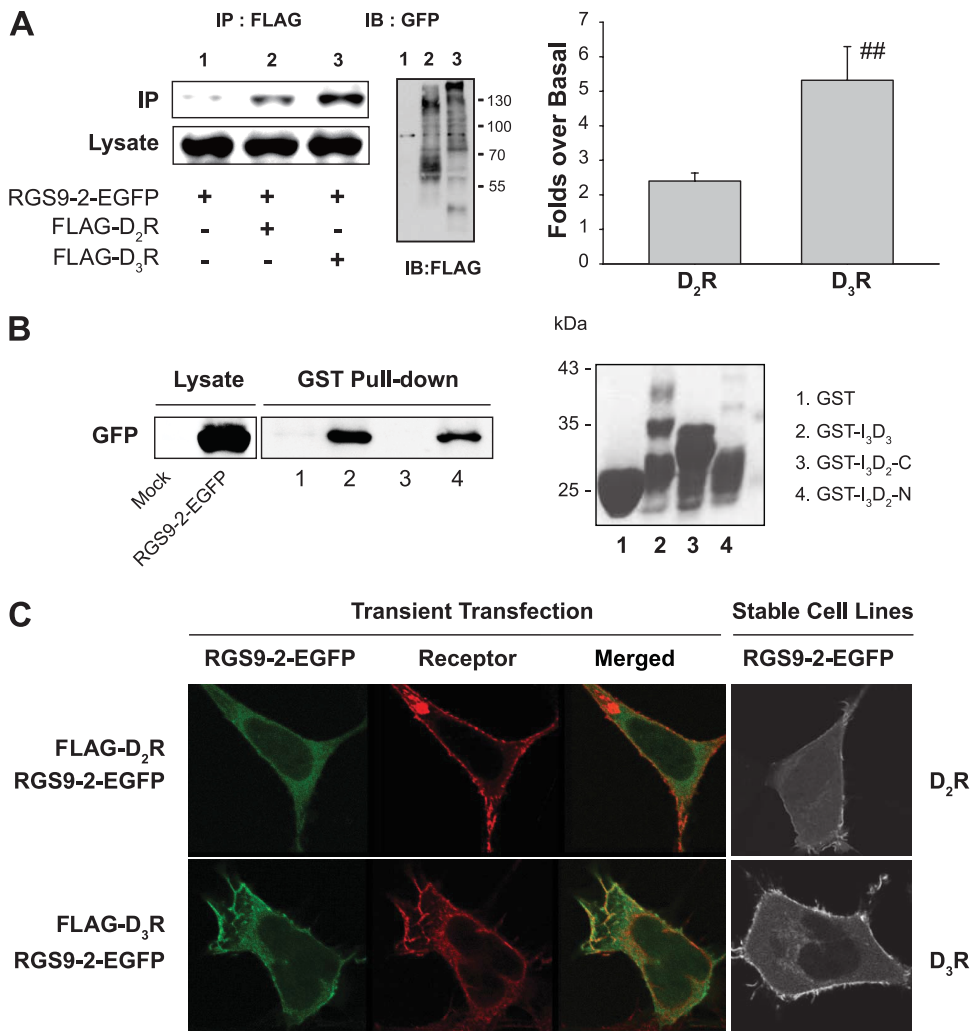 A
IP : FLAG IB : GFP
1 2 3
IP
Lysate
RGS9-2-EGFP + + +
FLAG-D₂R - + -
FLAG-D₃R - - +
1 2 3
- 130
- 100
- 70
- 55
IB:FLAG
Folds over Basal
7
6
5
4
3
2
1
0
##
D₂R D₃R
B
Lysate GST Pull-down
GFP
Mock
RGS9-2-EGFP
1 2 3 4
kDa
43 -
35 -
25 -
1 2 3 4
1. GST
2. GST-I₃D₃
3. GST-I₃D₂-C
4. GST-I₃D₂-N
C
Transient Transfection Stable Cell Lines
RGS9-2-EGFP Receptor Merged RGS9-2-EGFP
FLAG-D₂R
RGS9-2-EGFP
D₂R
FLAG-D₃R
RGS9-2-EGFP
D₃R